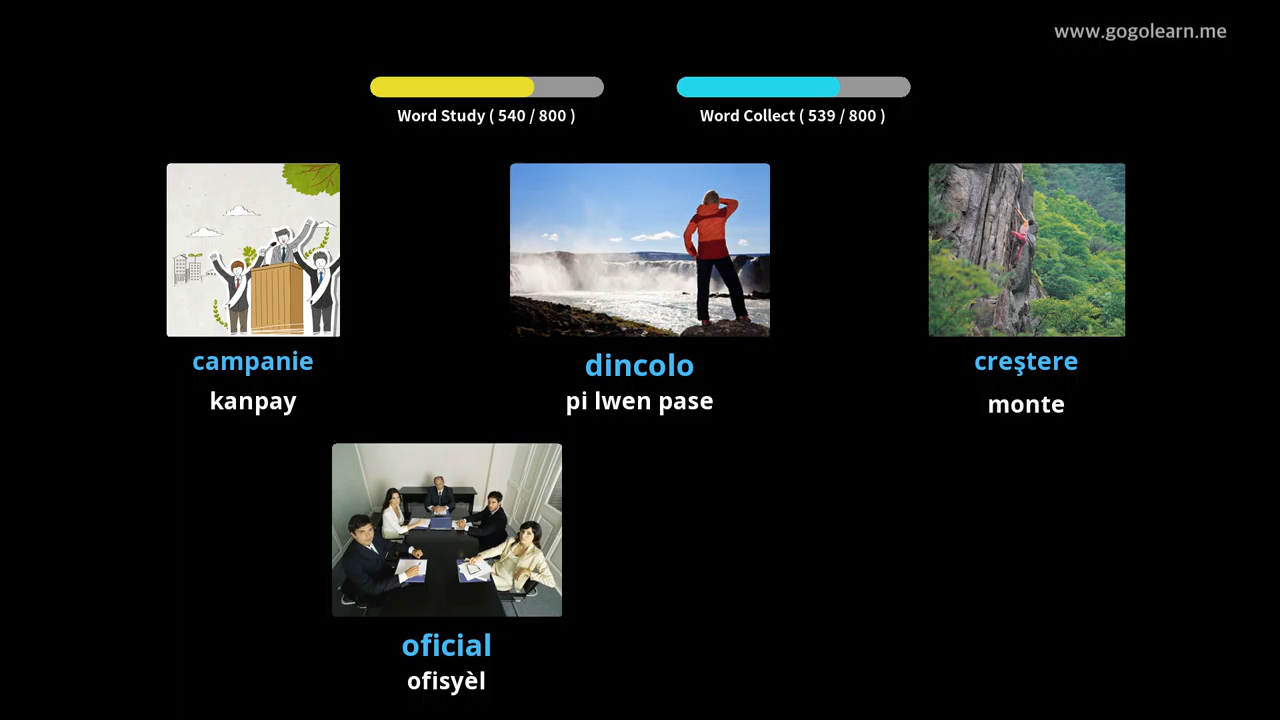 www.gogolearn.me
Word Study ( 540 / 800 )
Word Collect ( 539 / 800 )
campanie
kanpay
dincolo
pi lwen pase
creştere
monte
oficial
ofisyèl